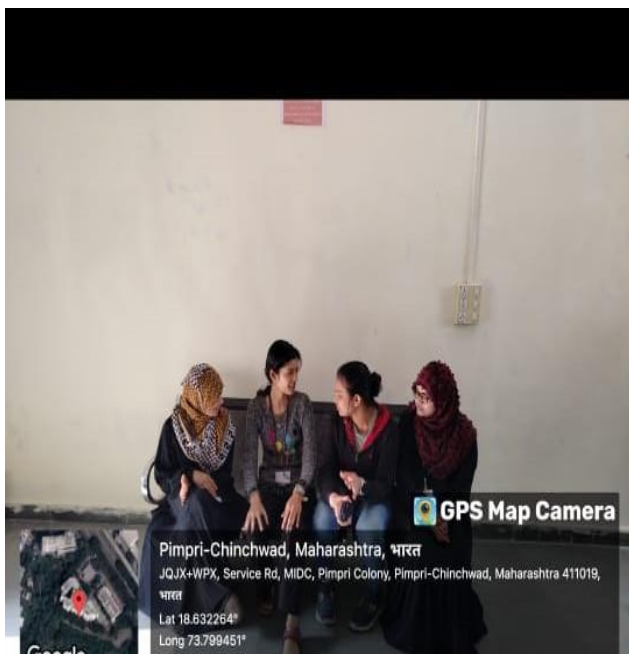 GPS Map Camera
Pimpri-Chinchwad, Maharashtra, भारत
JQJX+WPX, Service Rd, MIDC, Pimpri Colony, Pimpri-Chinchwad, Maharashtra 411019,
भारत
Lat 18.632264°
Long 73.799451°
Google